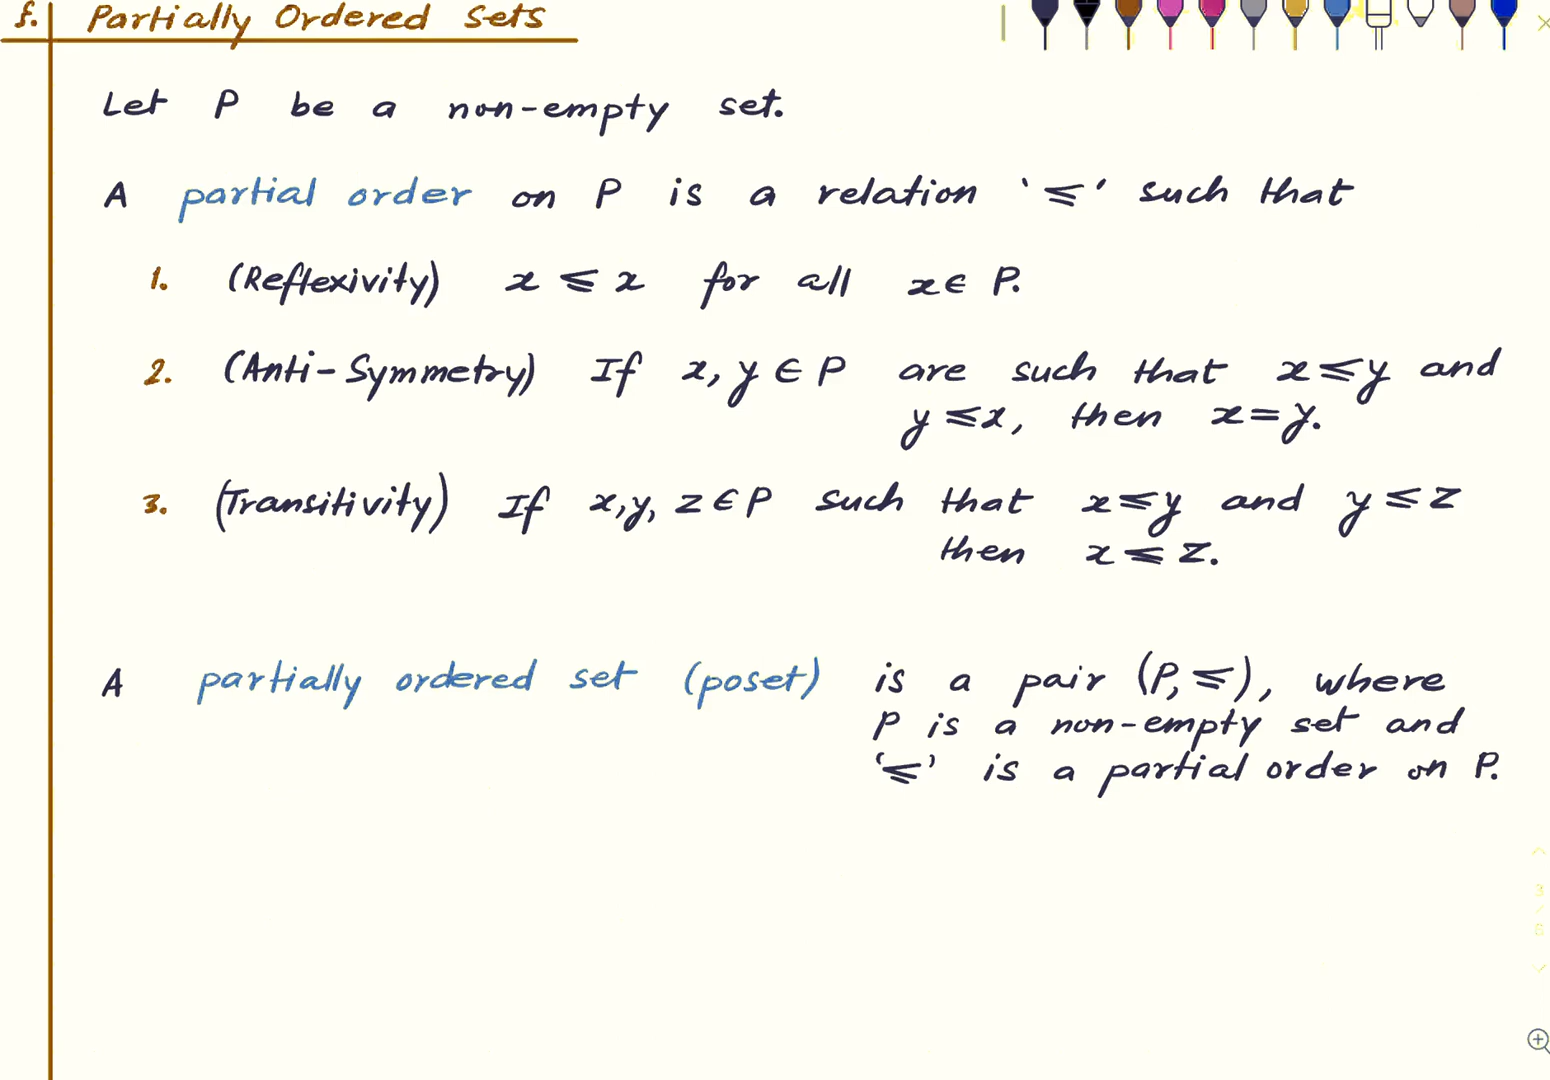 f. Partially Ordered Sets
Let P be a non-empty set.
A partial order on P is a relation '⩽' such that
1. (Reflexivity) x ⩽ x for all x ∈ P.
2. (Anti-Symmetry) If x, y ∈ P are such that x ⩽ y and
y ⩽ x, then x = y.
3. (Transitivity) If x, y, z ∈ P such that x ⩽ y and y ⩽ z
then x ⩽ z.
A partially ordered set (poset) is a pair (P, ⩽), where
P is a non-empty set and
'⩽' is a partial order on P.